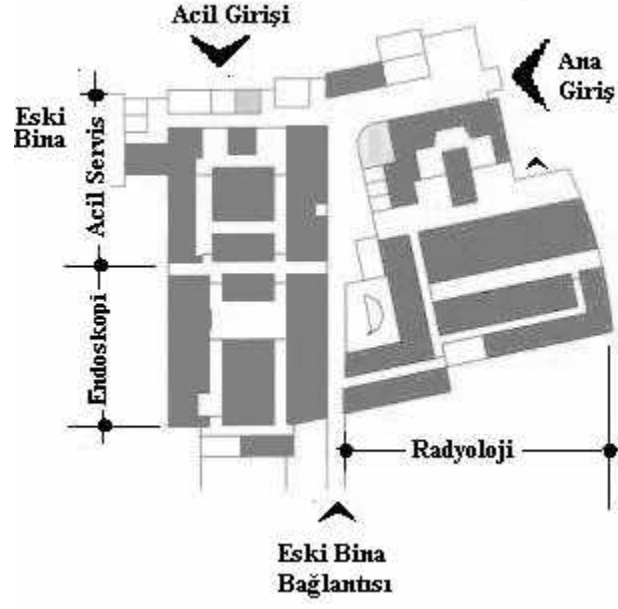 Acil Girişi
Ana
Giriş
Eski
Bina
Acil Servis
Endoskopi
Radyoloji
Eski Bina
Bağlantısı